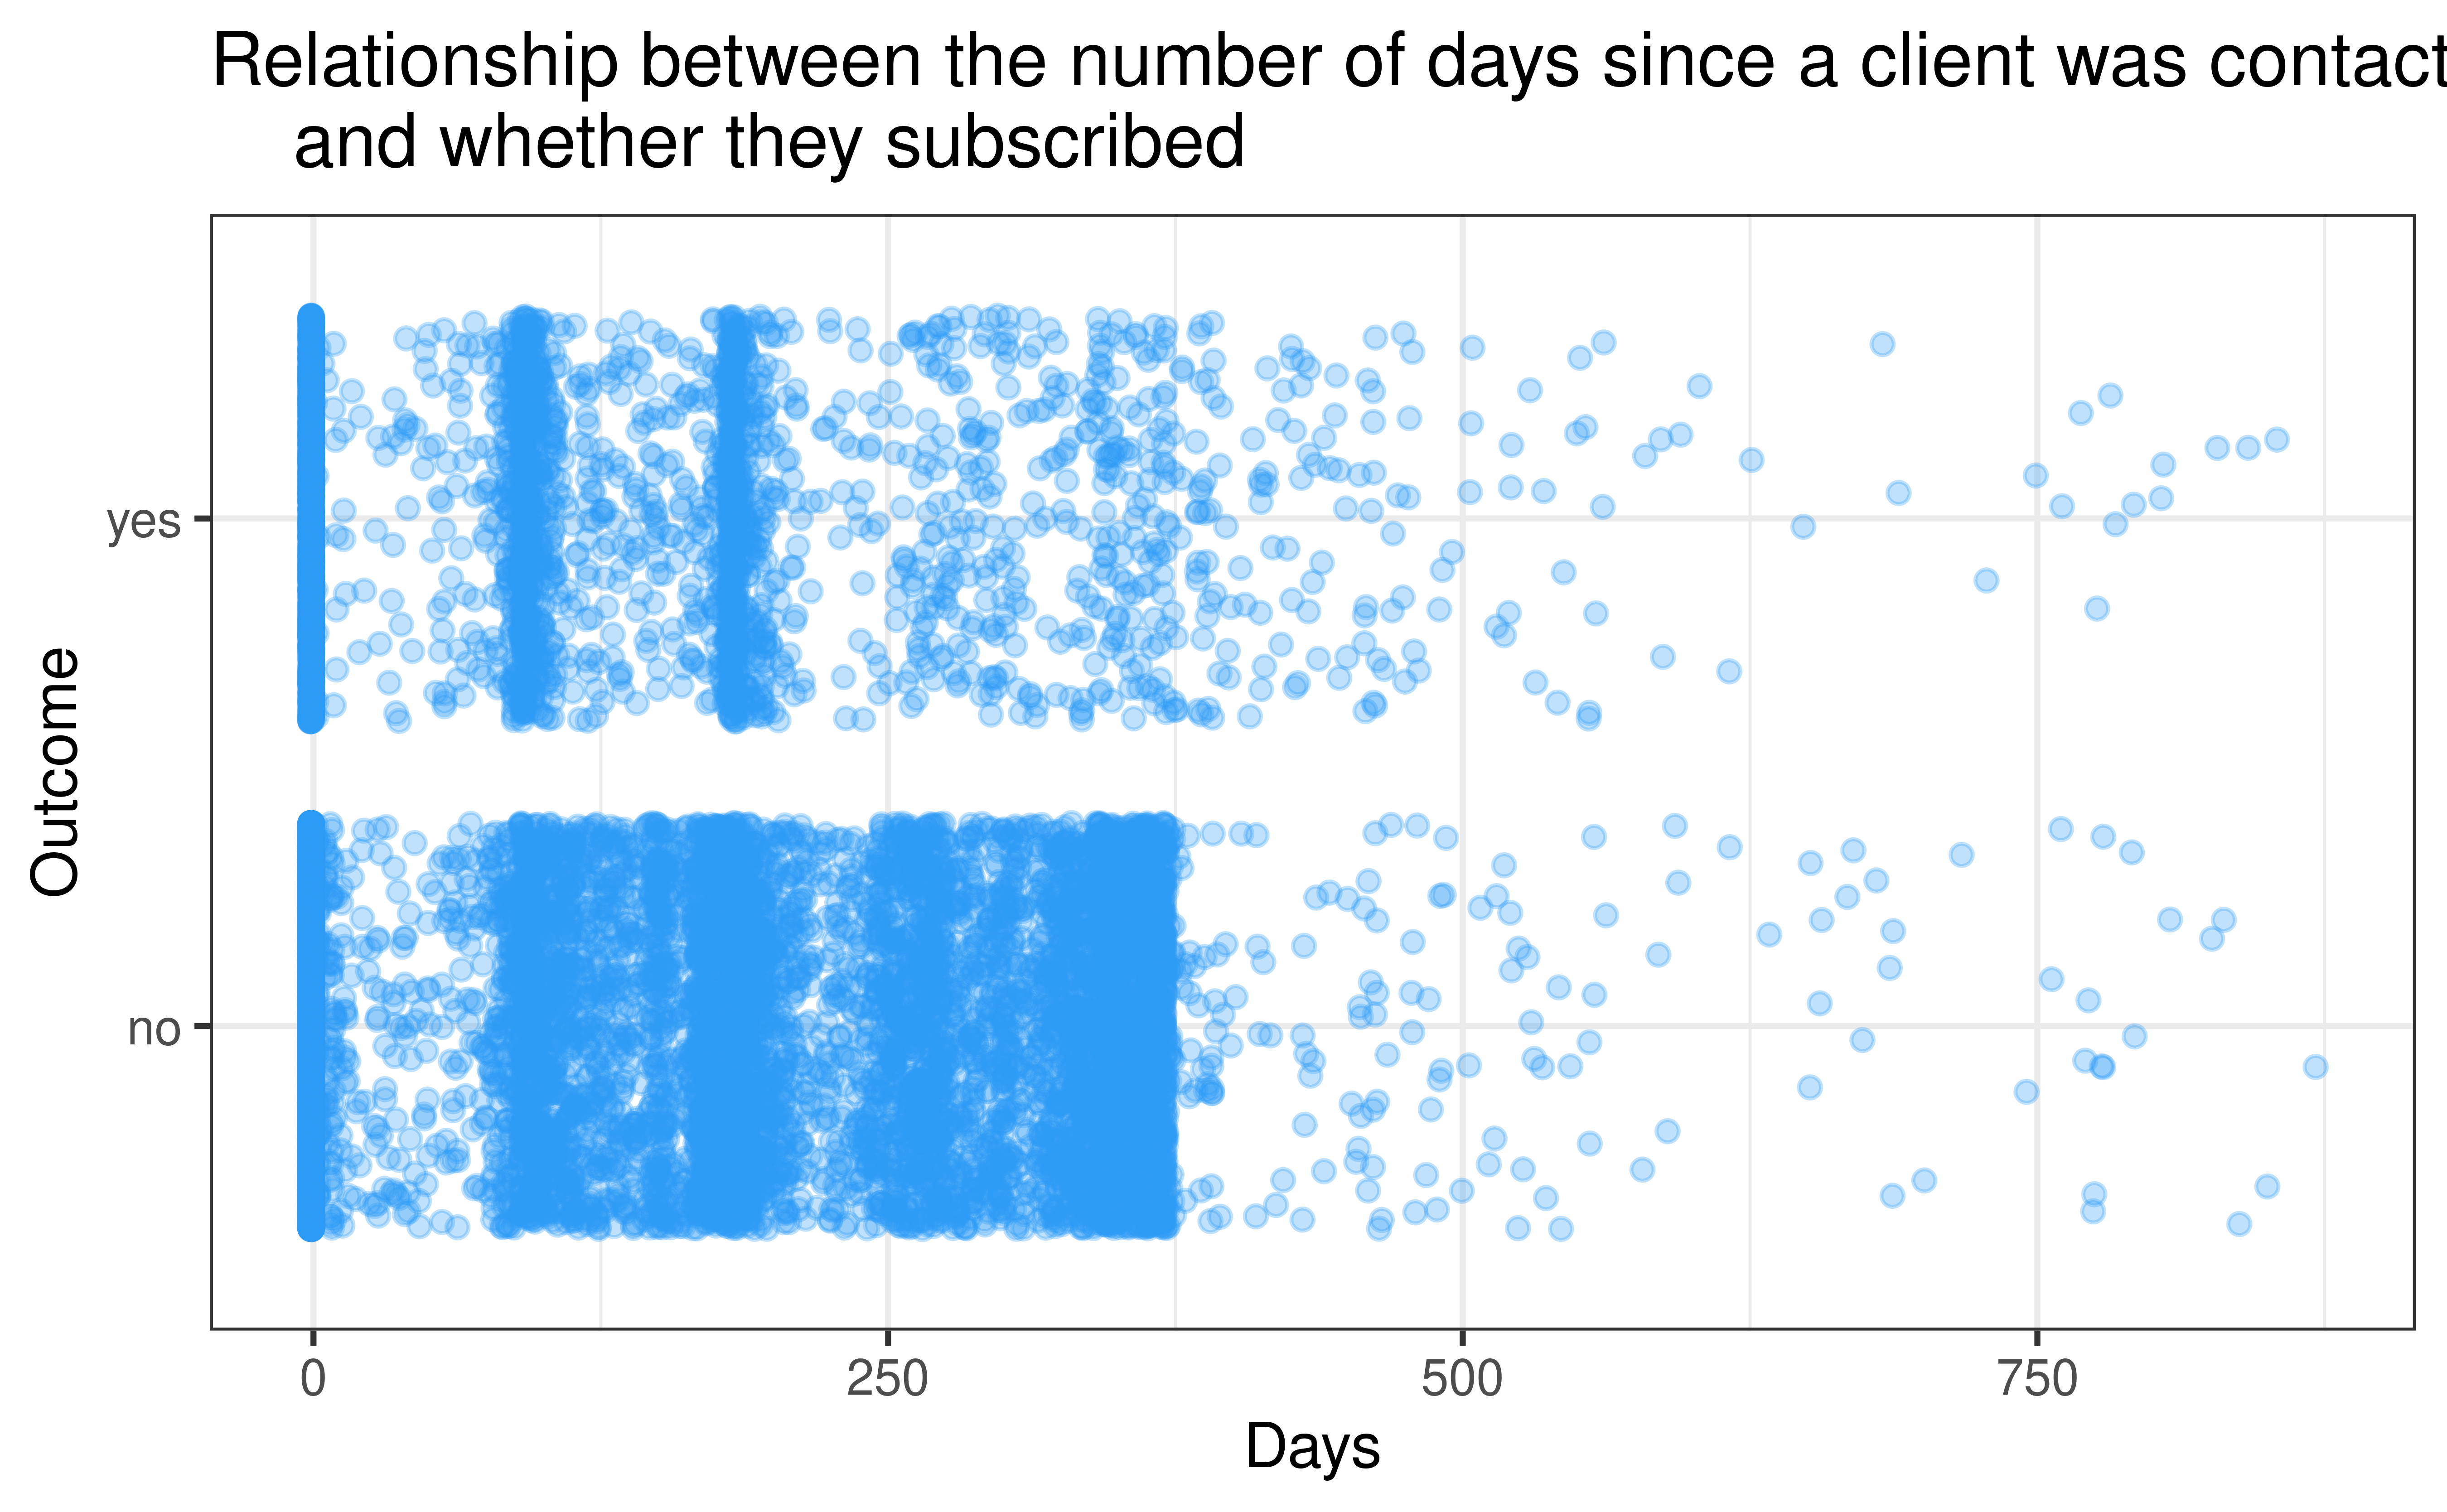 Relationship between the number of days since a client was contact
and whether they subscribed
yes
Outcome
no
0 250 500 750
Days